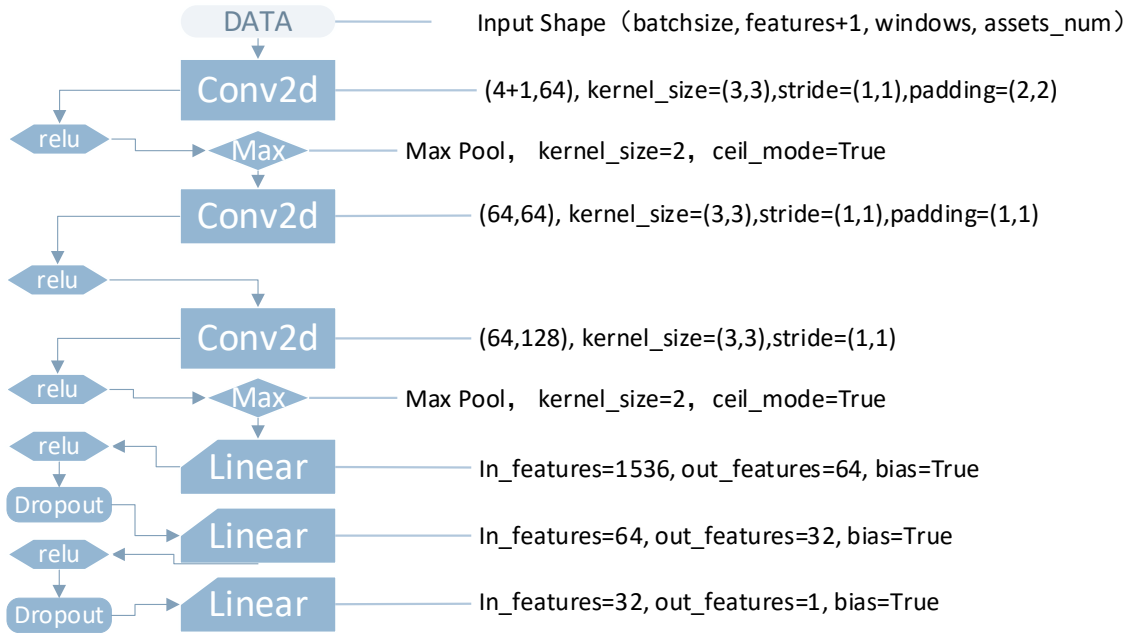 DATA
Input Shape（batchsize, features+1, windows, assets_num）
Conv2d
(4+1,64), kernel_size=(3,3),stride=(1,1),padding=(2,2)
relu
Max
Max Pool， kernel_size=2，ceil_mode=True
Conv2d
(64,64), kernel_size=(3,3),stride=(1,1),padding=(1,1)
relu
Conv2d
(64,128), kernel_size=(3,3),stride=(1,1)
relu
Max
Max Pool， kernel_size=2，ceil_mode=True
relu
Linear
In_features=1536, out_features=64, bias=True
Dropout
Linear
In_features=64, out_features=32, bias=True
relu
Dropout
Linear
In_features=32, out_features=1, bias=True